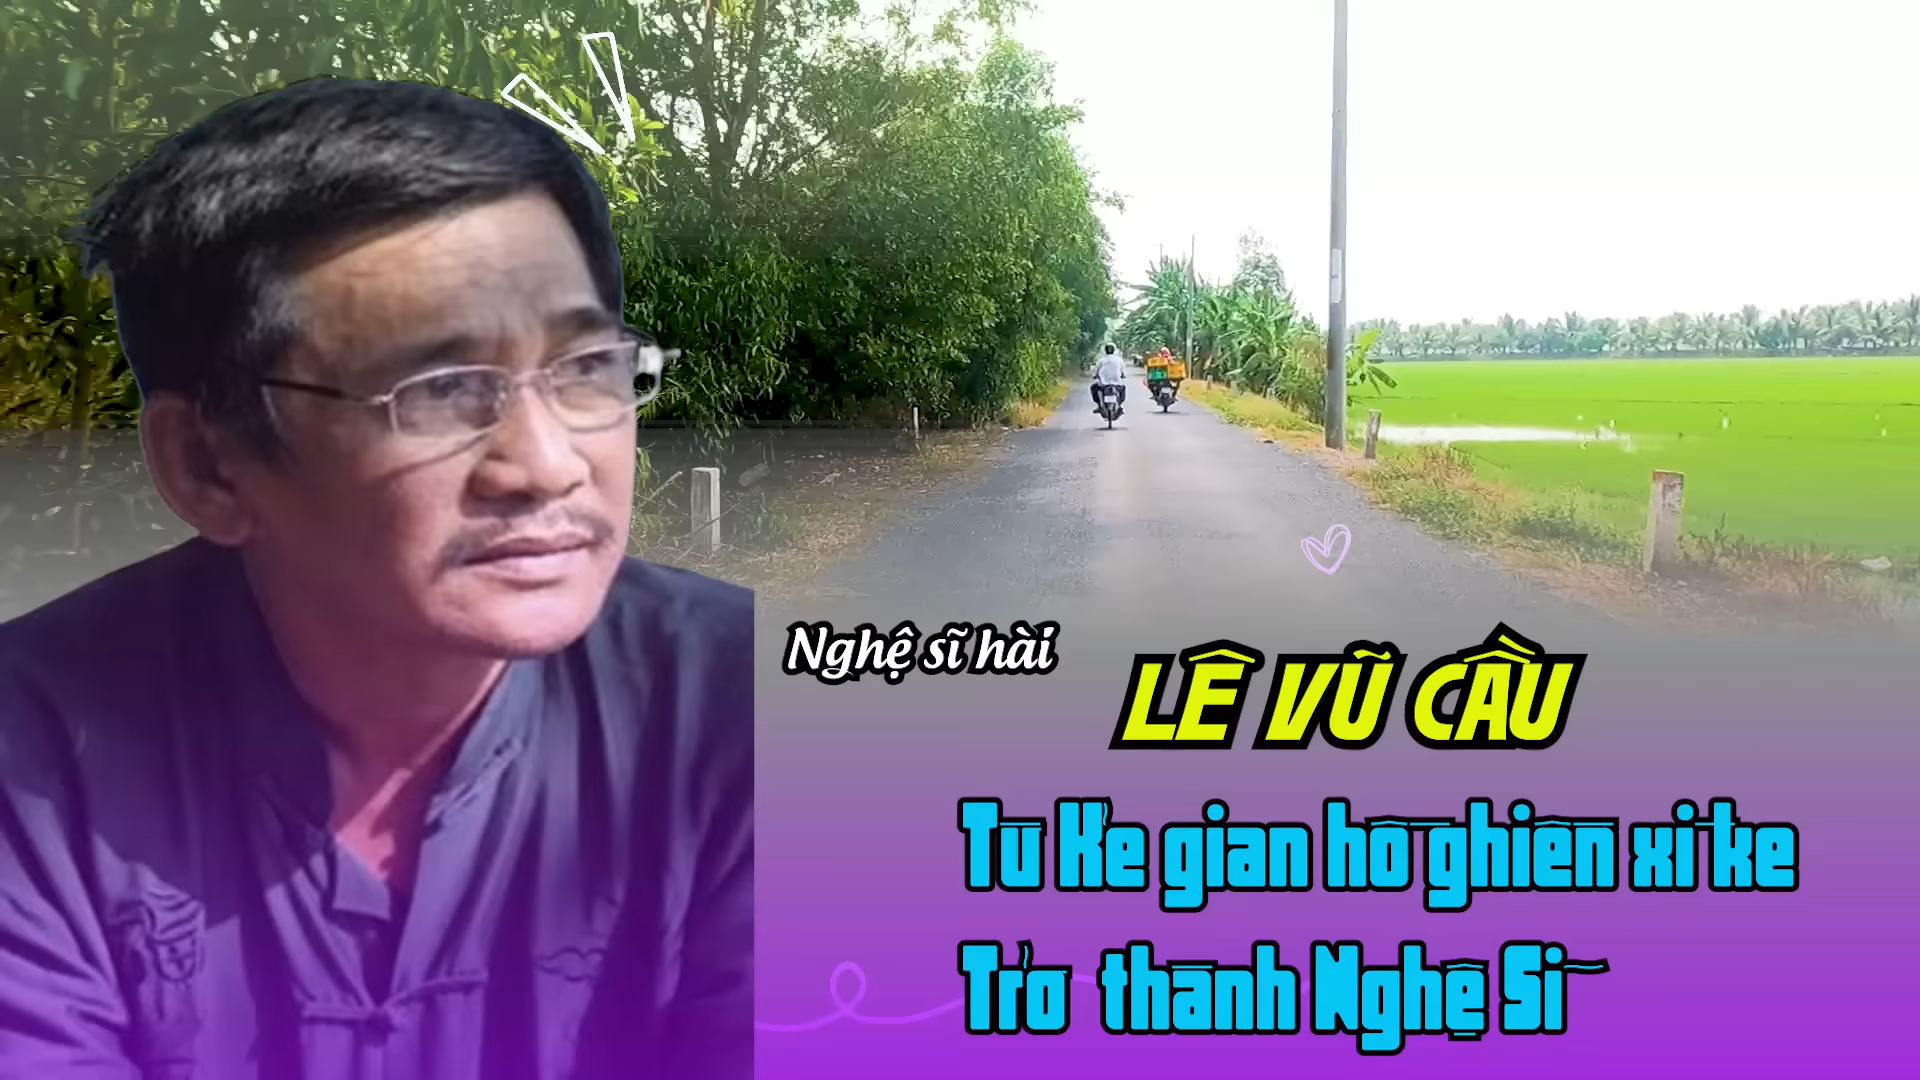 Nghệ sĩ hài
LÊ VŨ CẦU
Từ Kẻ gian hồ ghiền xì ke
Trở thành Nghệ Sĩ